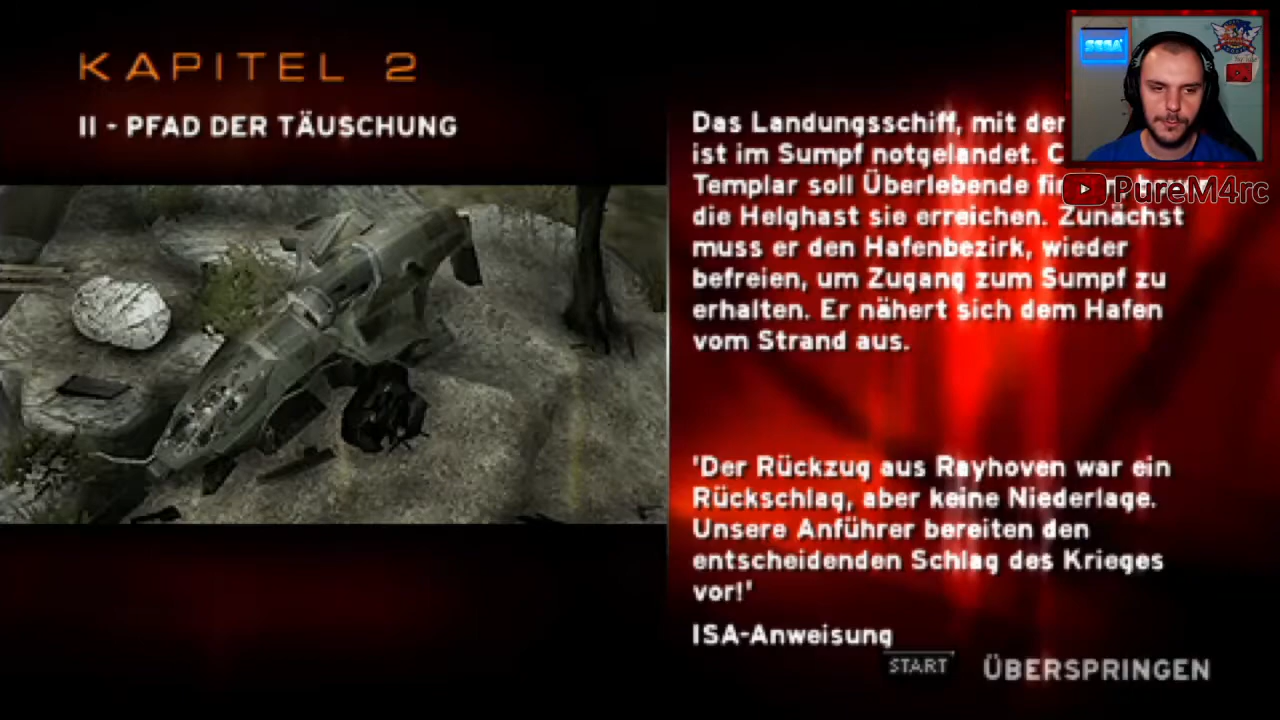 KAPITEL 2
II - PFAD DER TÄUSCHUNG
Das Landungsschiff, mit der
ist im Sumpf notgelandet. C
Templar soll Überlebende
die Helghast sie erreichen. Zunächst
muss er den Hafenbezirk, wieder
befreien, um Zugang zum Sumpf zu
erhalten. Er nähert sich dem Hafen
vom Strand aus.
'Der Rückzug aus Rayhoven war ein
Rückschlag, aber keine Niederlage.
Unsere Anführer bereiten den
entscheidenden Schlag des Krieges
vor!'
ISA-Anweisung
START ÜBERSPRINGEN
SEGA
PureM4rc